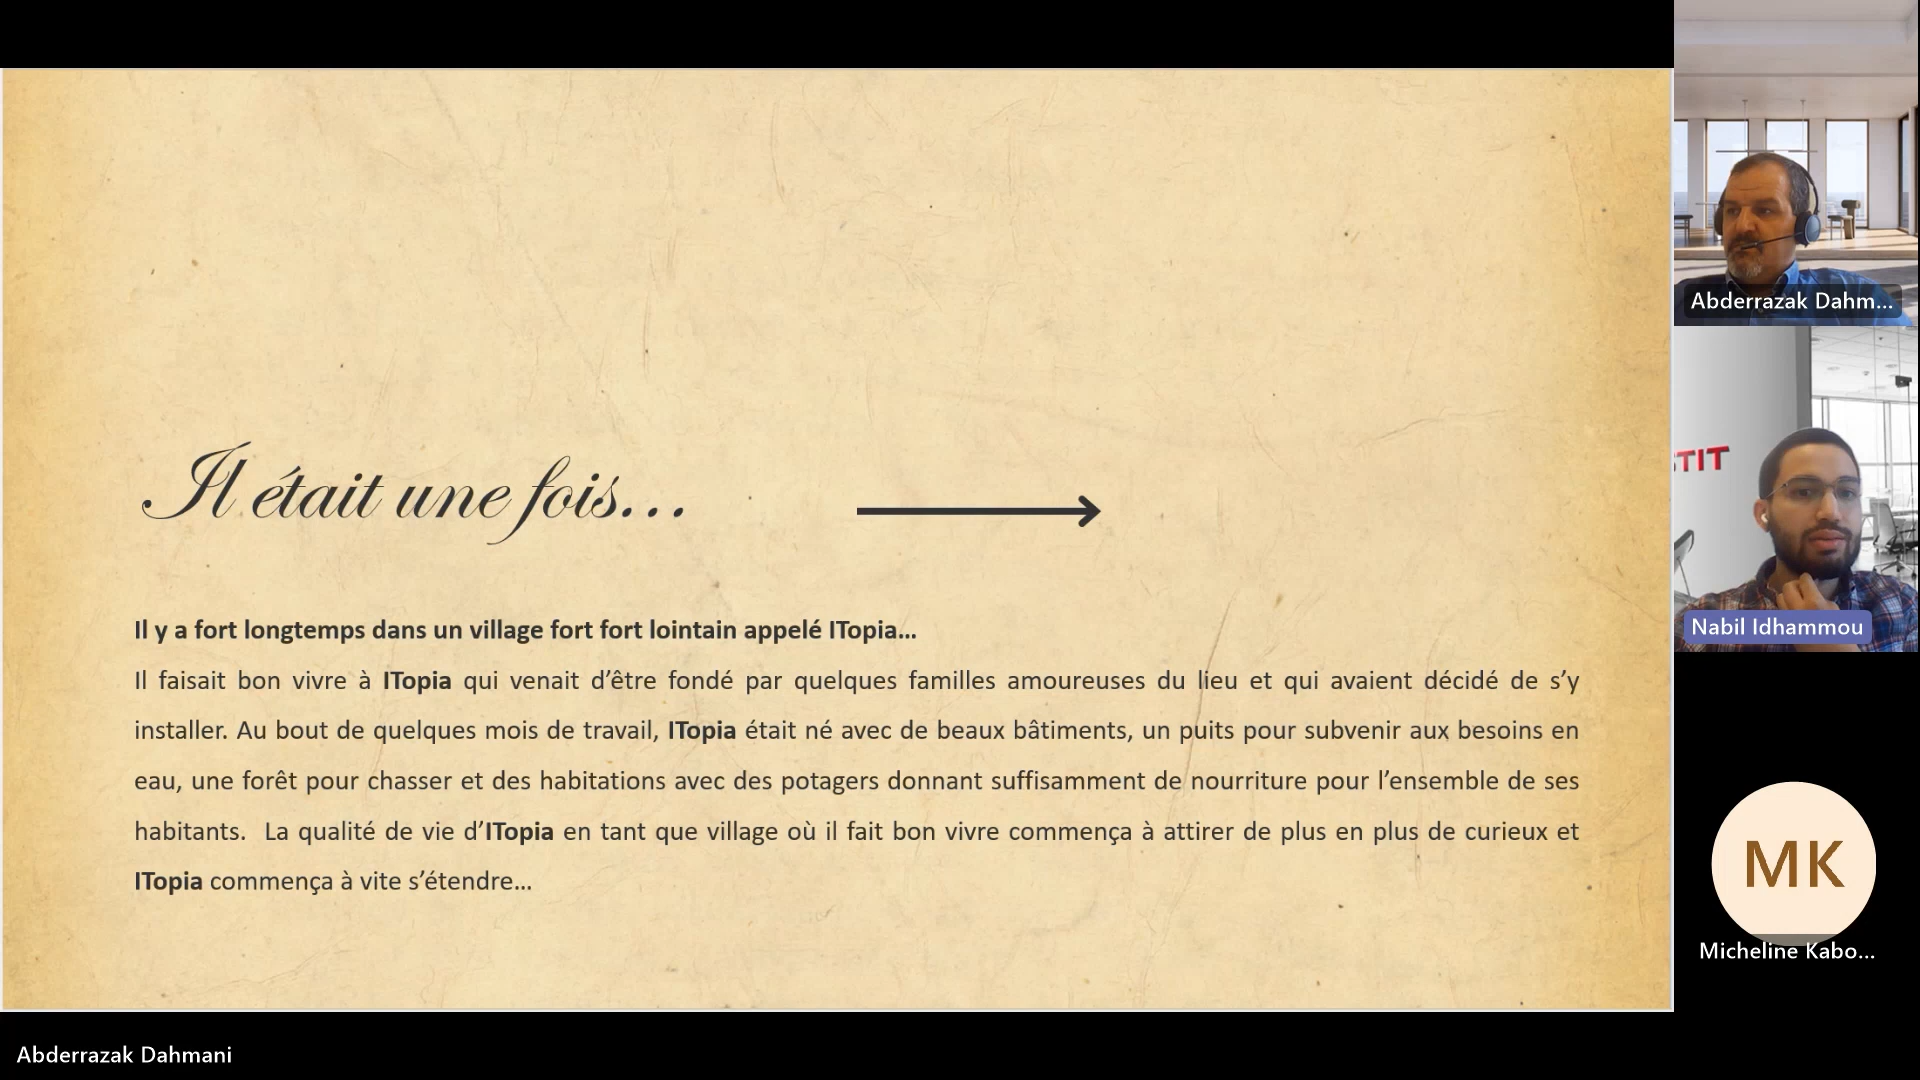 Il était une fois...
Il y a fort longtemps dans un village fort fort lointain appelé ITopia...
Il faisait bon vivre à ITopia qui venait d’être fondé par quelques familles amoureuses du lieu et qui avaient décidé de s’y
installer. Au bout de quelques mois de travail, ITopia était né avec de beaux bâtiments, un puits pour subvenir aux besoins en
eau, une forêt pour chasser et des habitations avec des potagers donnant suffisamment de nourriture pour l’ensemble de ses
habitants. La qualité de vie d’ITopia en tant que village où il fait bon vivre commença à attirer de plus en plus de curieux et
ITopia commença à vite s’étendre...
Abderrazak Dahm...
TIT
Nabil Idhammou
MK
Micheline Kabo...
Abderrazak Dahmani